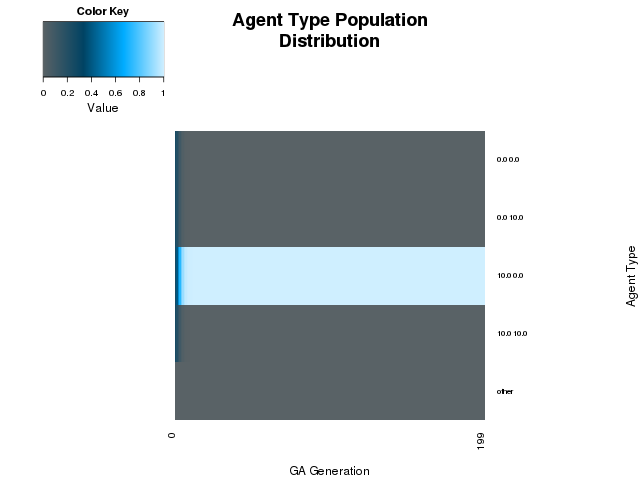 Color Key
0 0.2 0.4 0.6 0.8 1
Value
Agent Type Population
Distribution
0.0 0.0
0.0 10.0
10.0 0.0
10.0 10.0
other
Agent Type
0 199
GA Generation